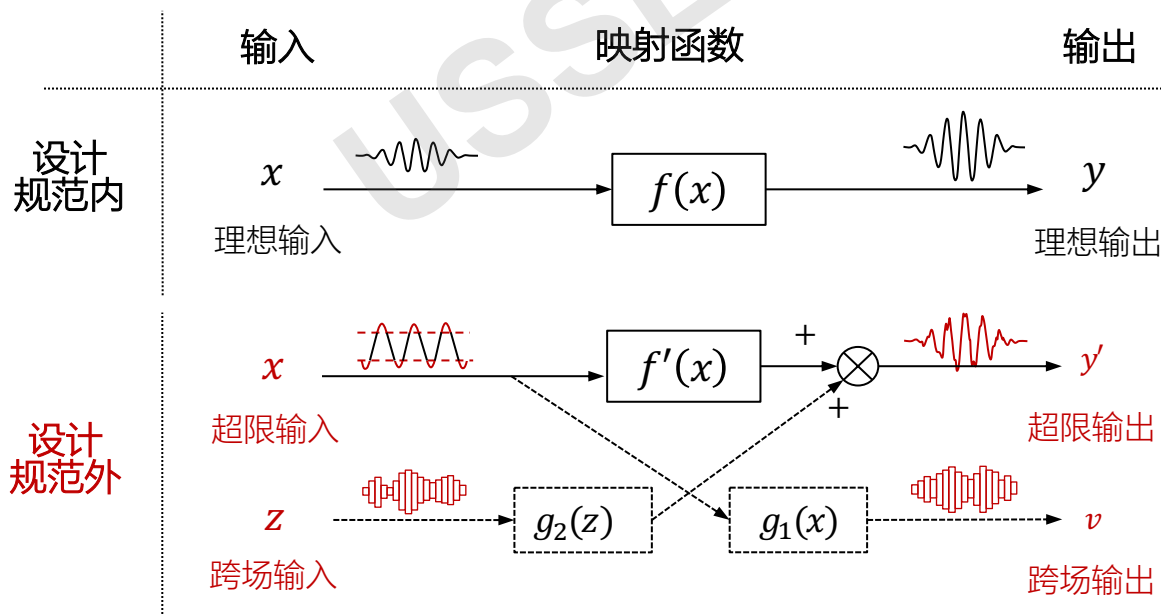 USSE
输入 映射函数 输出
设计
规范内
x f(x) y
理想输入 理想输出
设计
规范外
x f′(x) + + y′
超限输入 超限输出
z g₂(z) g₁(x) v
跨场输入 跨场输出